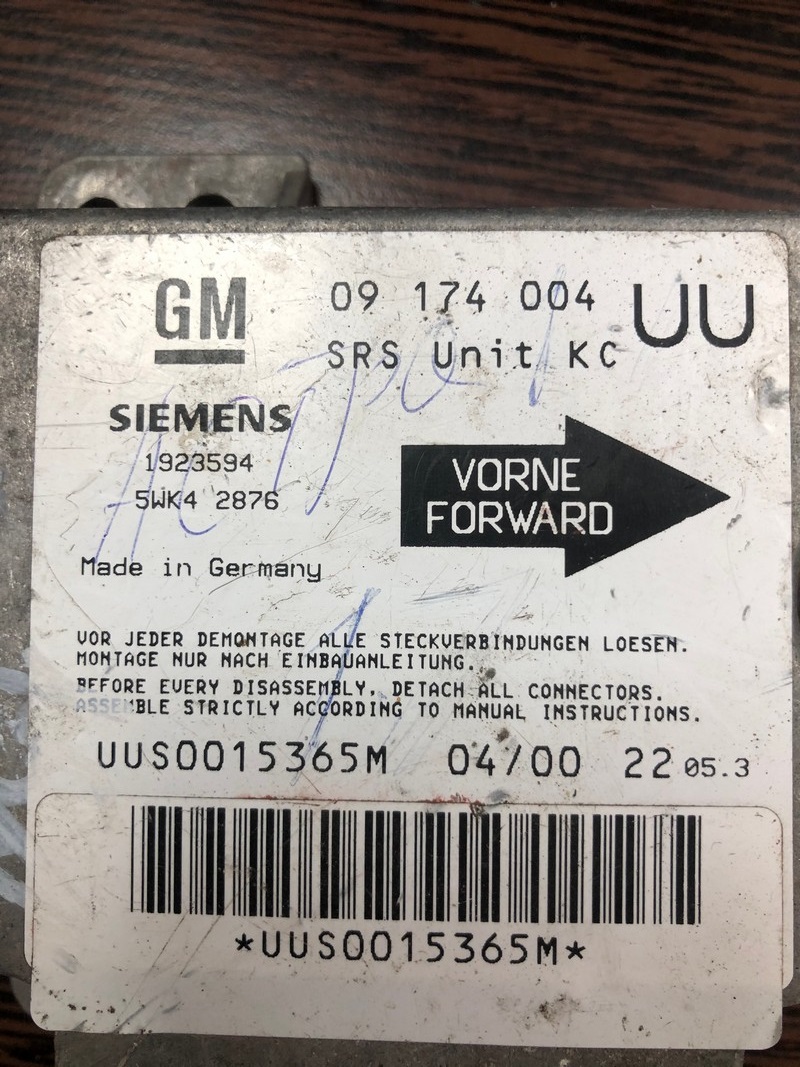 GM 09 174 004 UU
SRS Unit KC
SIEMENS
1923594
5WK4 2876
VORNE
FORWARD
Made in Germany
VOR JEDER DEMONTAGE ALLE STECKVERBINDUNGEN LOESEN.
MONTAGE NUR NACH EINBAUANLEITUNG.
BEFORE EVERY DISASSEMBLY, DETACH ALL CONNECTORS.
ASSEMBLE STRICTLY ACCORDING TO MANUAL INSTRUCTIONS.
UUS0015365M 04/00 22 05.3
*UUS0015365M*